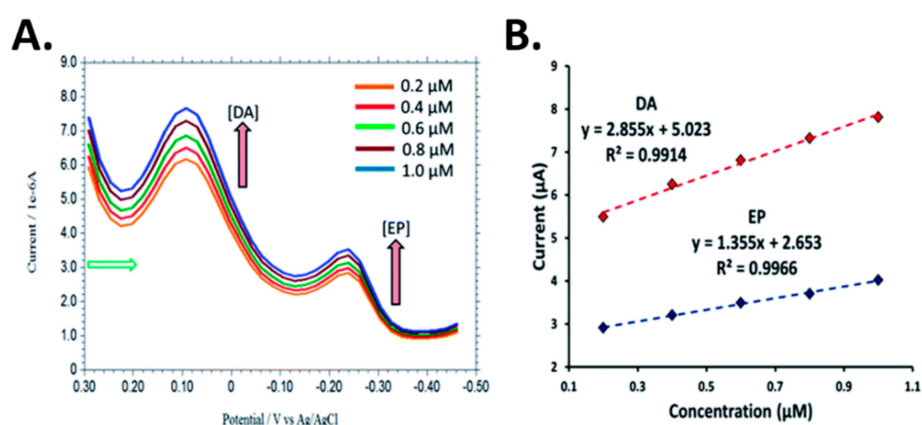 A.
9.0
8.0
7.0
6.0
5.0
4.0
3.0
2.0
1.0
0
Current / 1e-6A
0.30
0.20
0.10
0
-0.10
-0.20
-0.30
-0.40
-0.50
Potential / V vs Ag/AgCl
[DA]
[EP]
0.2 μM
0.4 μM
0.6 μM
0.8 μM
1.0 μM
B.
9
8
7
6
5
4
3
2
Current (μA)
DA
y = 2.855x + 5.023
R² = 0.9914
EP
y = 1.355x + 2.653
R² = 0.9966
0.1
0.3
0.5
0.7
0.9
1.1
Concentration (μM)